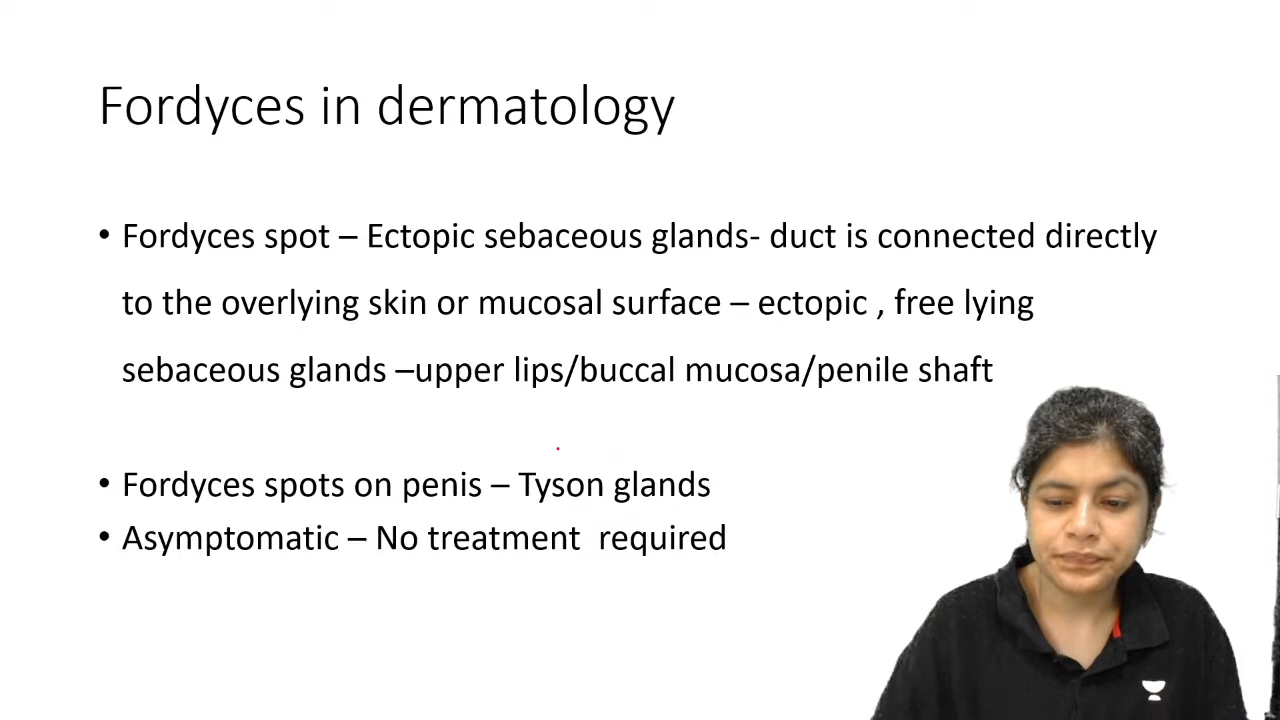 Fordyces in dermatology
• Fordyces spot – Ectopic sebaceous glands- duct is connected directly
to the overlying skin or mucosal surface – ectopic , free lying
sebaceous glands –upper lips/buccal mucosa/penile shaft
• Fordyces spots on penis – Tyson glands
• Asymptomatic – No treatment  required